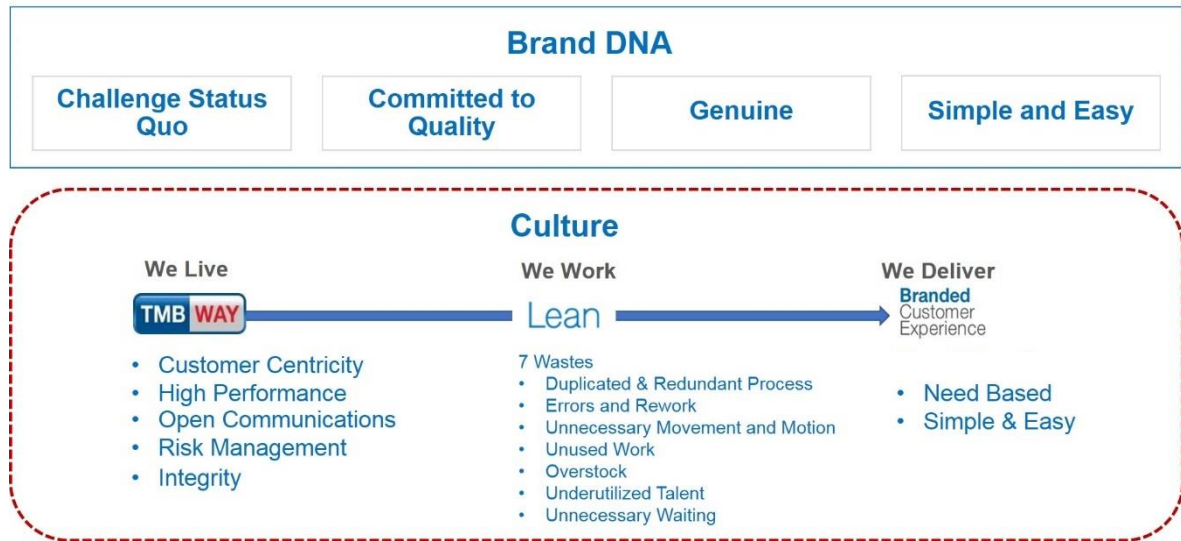 Brand DNA
Challenge Status
Quo
Committed to
Quality
Genuine
Simple and Easy
Culture
We Live
TMB WAY
• Customer Centricity
• High Performance
• Open Communications
• Risk Management
• Integrity
We Work
Lean
7 Wastes
• Duplicated & Redundant Process
• Errors and Rework
• Unnecessary Movement and Motion
• Unused Work
• Overstock
• Underutilized Talent
• Unnecessary Waiting
We Deliver
Branded
Customer
Experience
• Need Based
• Simple & Easy